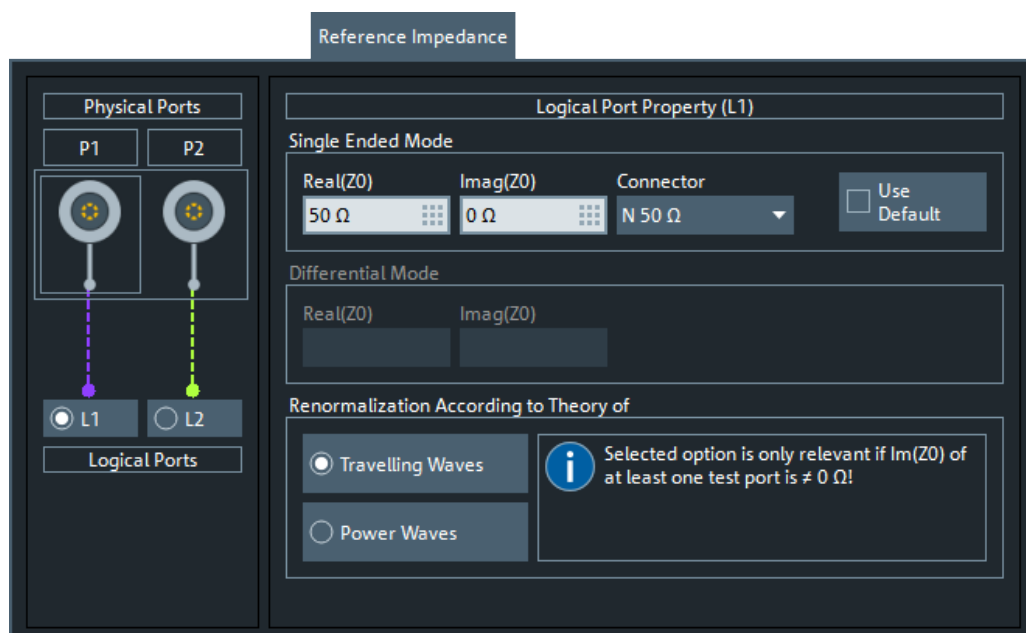 Reference Impedance
Physical Ports
P1
P2
L1
L2
Logical Ports
Logical Port Property (L1)
Single Ended Mode
Real(Z0)
Imag(Z0)
Connector
50 Ω
0 Ω
N 50 Ω
Use
Default
Differential Mode
Real(Z0)
Imag(Z0)
Renormalization According to Theory of
Travelling Waves
Power Waves
Selected option is only relevant if Im(Z0) of
at least one test port is ≠ 0 Ω!